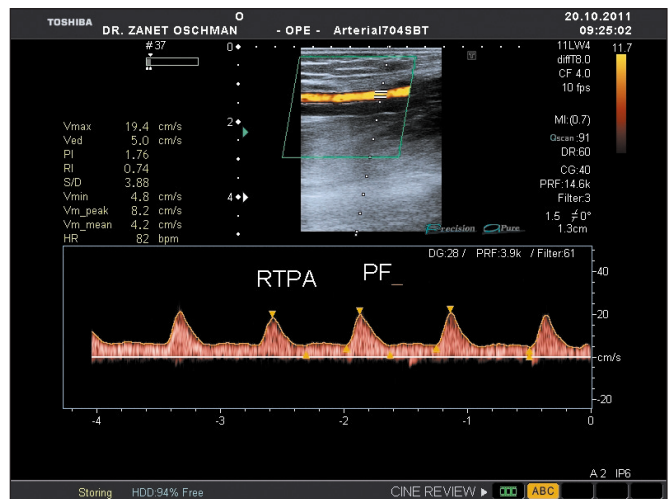 TOSHIBA
DR. ZANET OSCHMAN - OPE - Arterial704SBT
20.10.2011
09:25:02
#37
0
2
4
11LW4
diffT8.0
CF 4.0
10 fps
11.7
MI:(0.7)
Qscan :91
DR:60
CG:40
PRF:14.6k
Filter:3
1.5 ≠0°
1.3cm
Vmax 19.4 cm/s
Ved 5.0 cm/s
PI 1.76
RI 0.74
S/D 3.88
Vmin 4.8 cm/s
Vm_peak 8.2 cm/s
Vm_mean 4.2 cm/s
HR 82 bpm
Precision APure
DG:28 / PRF:3.9k / Filter:61
RTPA PF_
-40
-20
-cm/s
-20
-4 -3 -2 -1 0
A 2 IP6
Storing HDD:94% Free CINE REVIEW ▶ ABC